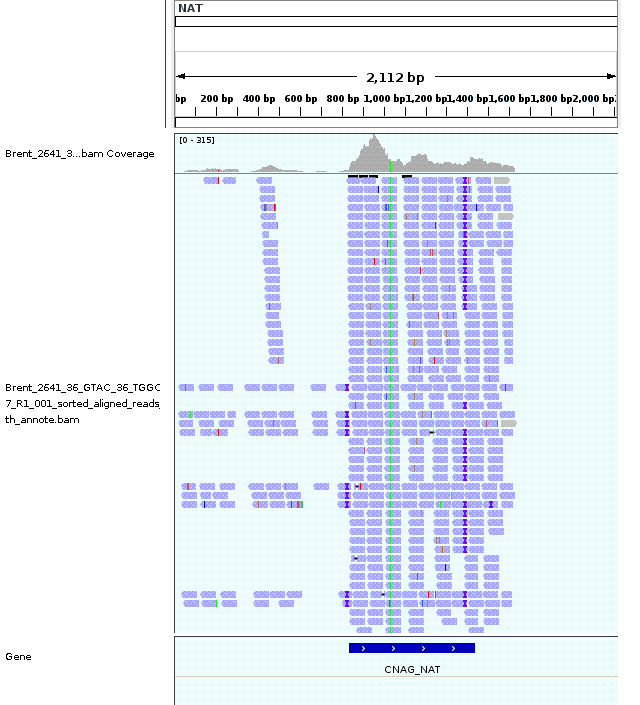 NAT
2,112 bp
bp 200 bp 400 bp 600 bp 800 bp 1,000 bp 1,200 bp 1,400 bp 1,600 bp 1,800 bp 2,000 bp
[0 - 315]
Brent_2641_3...bam Coverage
Brent_2641_36_GTAC_36_TGGC
7_R1_001_sorted_aligned_reads_
th_annote.bam
Gene
CNAG_NAT